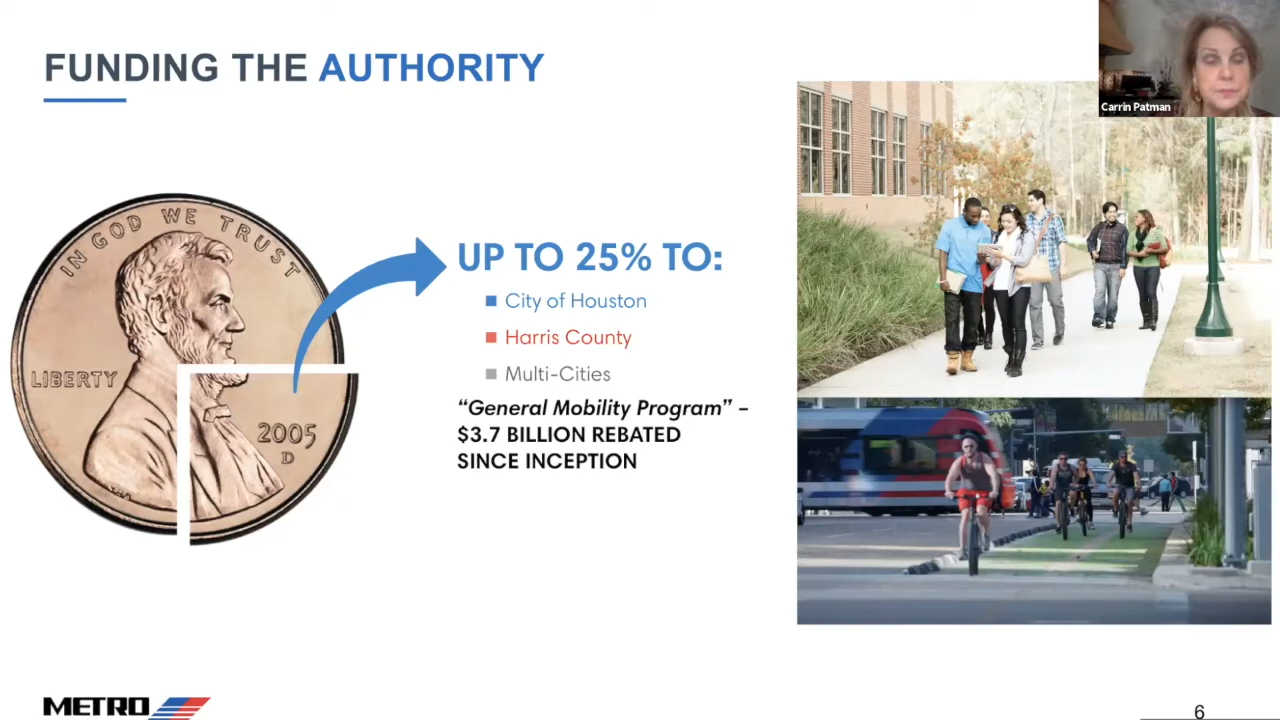 FUNDING THE AUTHORITY
Carrin Patman
IN GOD WE TRUST
LIBERTY
2005
D
UP TO 25% TO:
City of Houston
Harris County
Multi-Cities
“General Mobility Program” –
$3.7 BILLION REBATED
SINCE INCEPTION
METRO
6